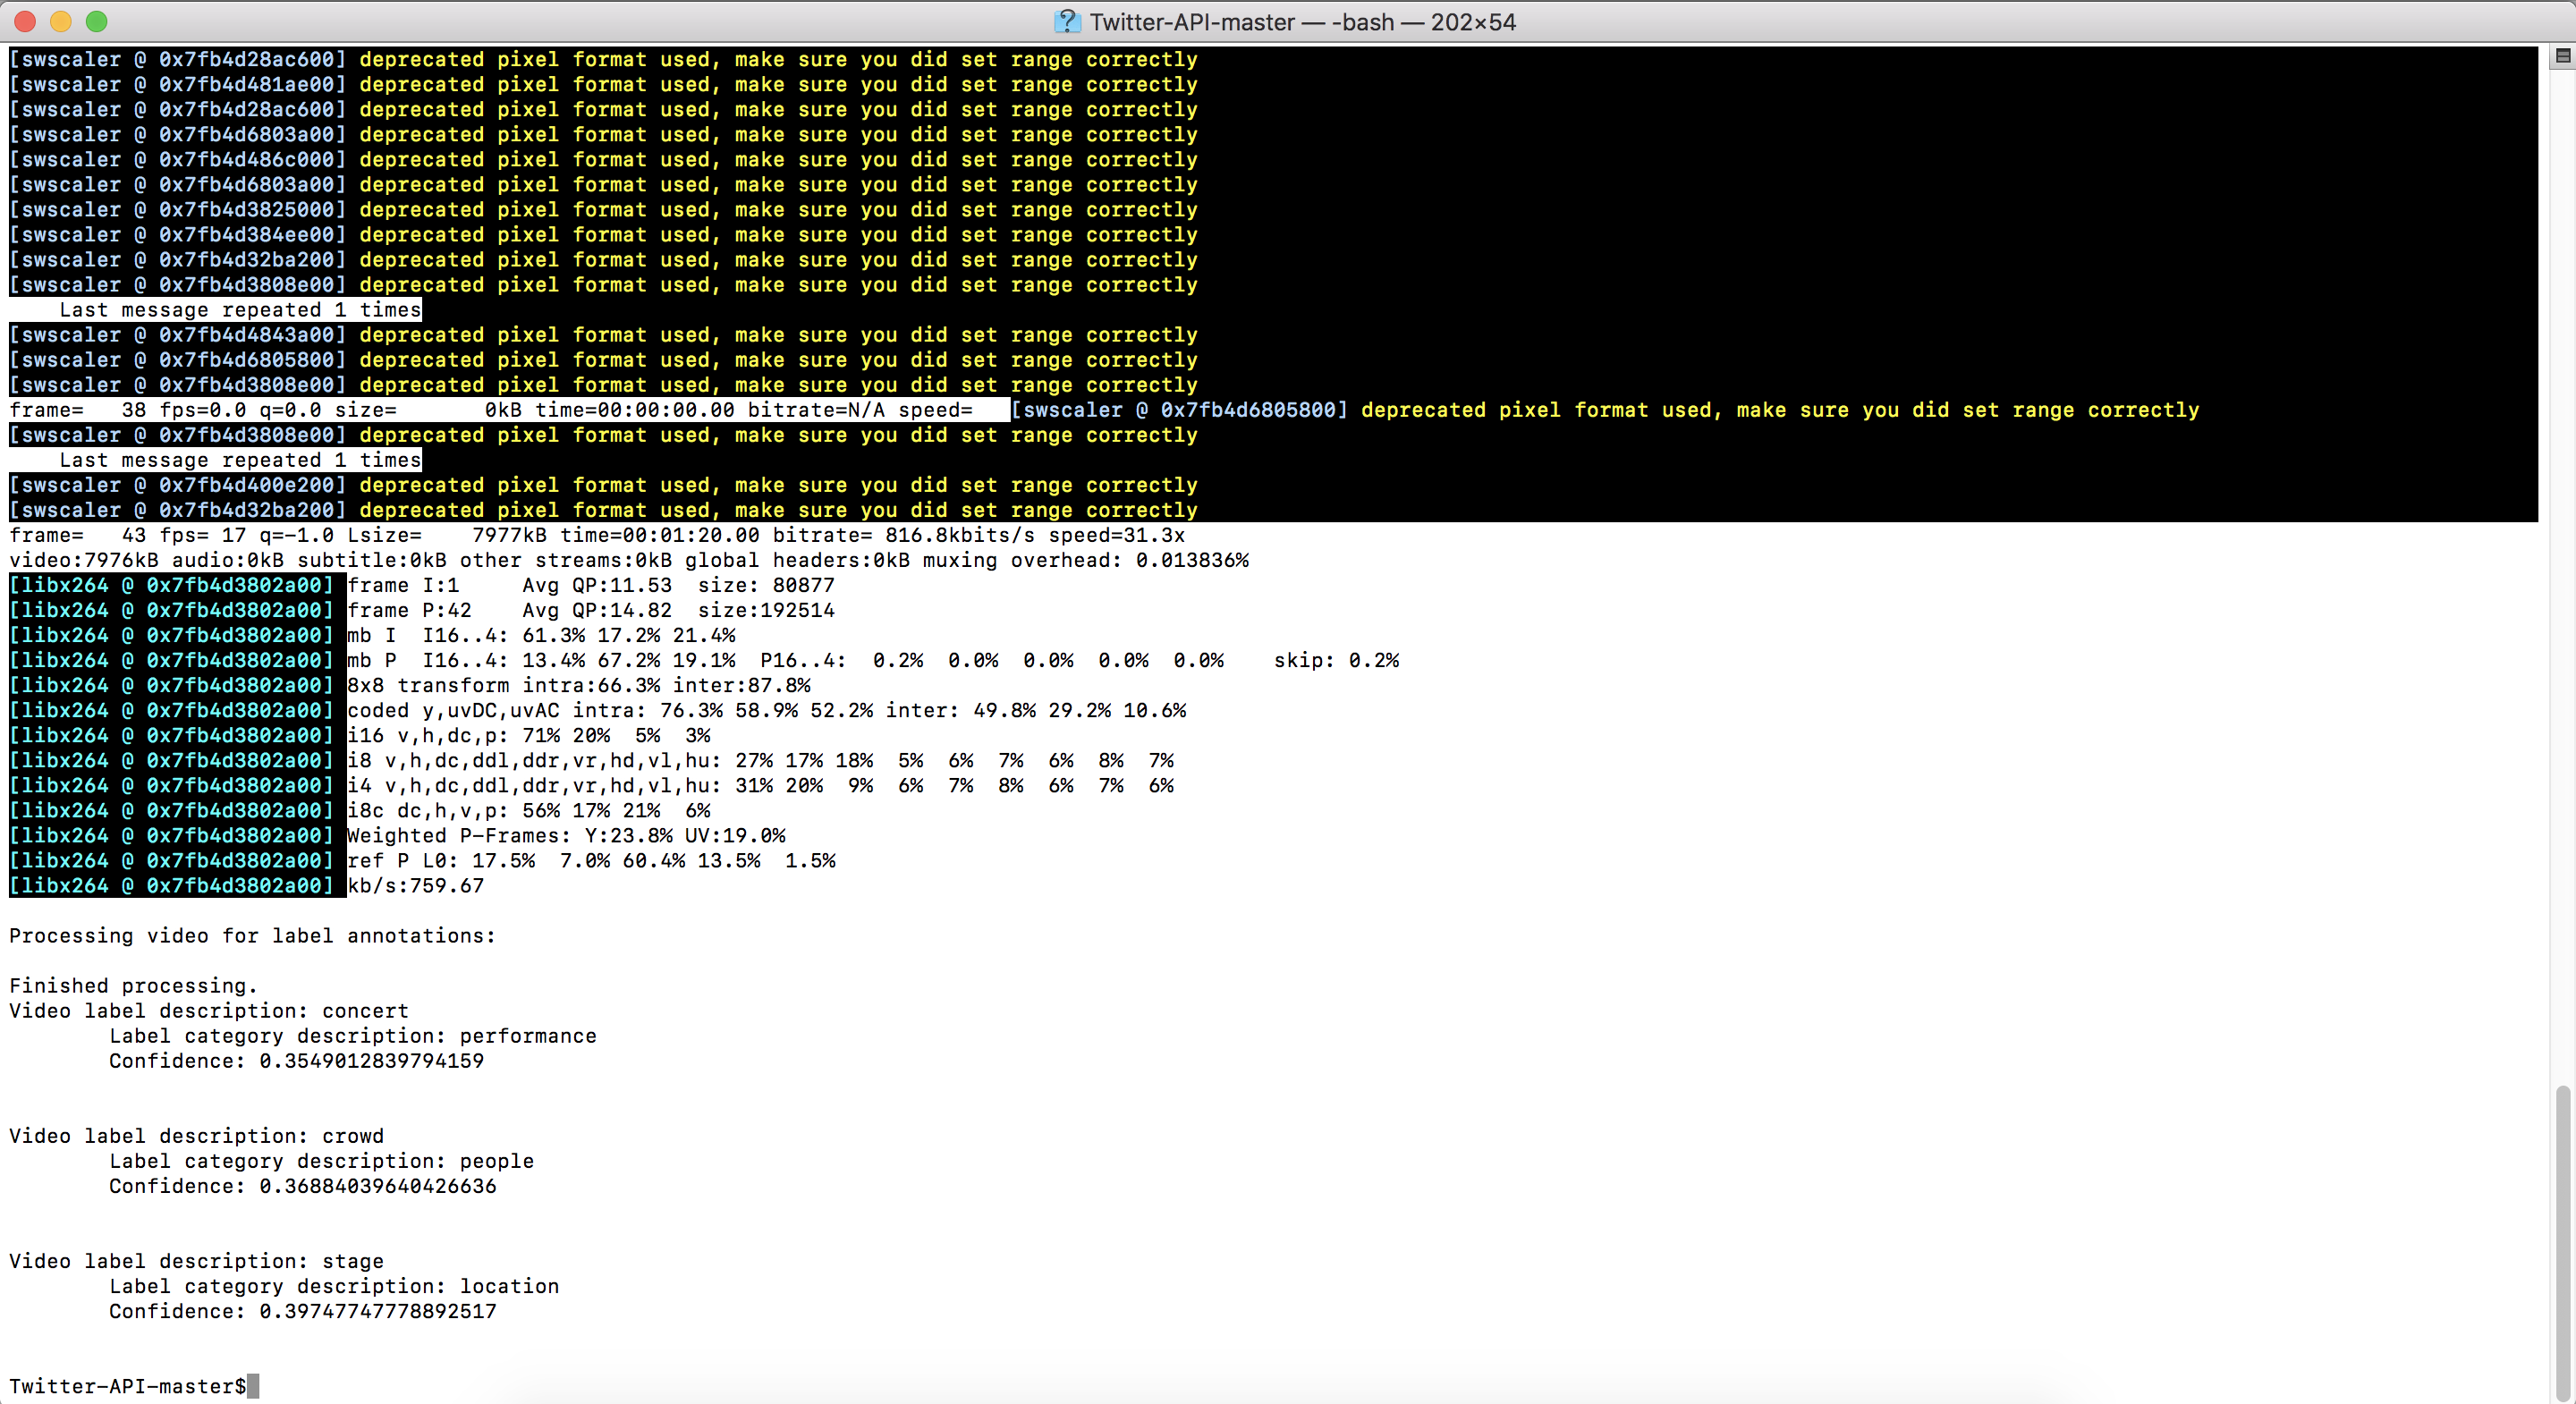 Twitter-API-master — -bash — 202×54
[swscaler @ 0x7fb4d28ac600] deprecated pixel format used, make sure you did set range correctly
[swscaler @ 0x7fb4d481ae00] deprecated pixel format used, make sure you did set range correctly
[swscaler @ 0x7fb4d28ac600] deprecated pixel format used, make sure you did set range correctly
[swscaler @ 0x7fb4d6803a00] deprecated pixel format used, make sure you did set range correctly
[swscaler @ 0x7fb4d486c000] deprecated pixel format used, make sure you did set range correctly
[swscaler @ 0x7fb4d6803a00] deprecated pixel format used, make sure you did set range correctly
[swscaler @ 0x7fb4d3825000] deprecated pixel format used, make sure you did set range correctly
[swscaler @ 0x7fb4d384ee00] deprecated pixel format used, make sure you did set range correctly
[swscaler @ 0x7fb4d32ba200] deprecated pixel format used, make sure you did set range correctly
[swscaler @ 0x7fb4d3808e00] deprecated pixel format used, make sure you did set range correctly
    Last message repeated 1 times
[swscaler @ 0x7fb4d4843a00] deprecated pixel format used, make sure you did set range correctly
[swscaler @ 0x7fb4d6805800] deprecated pixel format used, make sure you did set range correctly
[swscaler @ 0x7fb4d3808e00] deprecated pixel format used, make sure you did set range correctly
frame=   38 fps=0.0 q=0.0 size=       0kB time=00:00:00.00 bitrate=N/A speed=   [swscaler @ 0x7fb4d6805800] deprecated pixel format used, make sure you did set range correctly
[swscaler @ 0x7fb4d3808e00] deprecated pixel format used, make sure you did set range correctly
    Last message repeated 1 times
[swscaler @ 0x7fb4d400e200] deprecated pixel format used, make sure you did set range correctly
[swscaler @ 0x7fb4d32ba200] deprecated pixel format used, make sure you did set range correctly
frame=   43 fps= 17 q=-1.0 Lsize=    7977kB time=00:01:20.00 bitrate= 816.8kbits/s speed=31.3x
video:7976kB audio:0kB subtitle:0kB other streams:0kB global headers:0kB muxing overhead: 0.013836%
[libx264 @ 0x7fb4d3802a00] frame I:1     Avg QP:11.53  size: 80877
[libx264 @ 0x7fb4d3802a00] frame P:42    Avg QP:14.82  size:192514
[libx264 @ 0x7fb4d3802a00] mb I  I16..4: 61.3% 17.2% 21.4%
[libx264 @ 0x7fb4d3802a00] mb P  I16..4: 13.4% 67.2% 19.1%  P16..4:  0.2%  0.0%  0.0%  0.0%  0.0%    skip: 0.2%
[libx264 @ 0x7fb4d3802a00] 8x8 transform intra:66.3% inter:87.8%
[libx264 @ 0x7fb4d3802a00] coded y,uvDC,uvAC intra: 76.3% 58.9% 52.2% inter: 49.8% 29.2% 10.6%
[libx264 @ 0x7fb4d3802a00] i16 v,h,dc,p: 71% 20%  5%  3%
[libx264 @ 0x7fb4d3802a00] i8 v,h,dc,ddl,ddr,vr,hd,vl,hu: 27% 17% 18%  5%  6%  7%  6%  8%  7%
[libx264 @ 0x7fb4d3802a00] i4 v,h,dc,ddl,ddr,vr,hd,vl,hu: 31% 20%  9%  6%  7%  8%  6%  7%  6%
[libx264 @ 0x7fb4d3802a00] i8c dc,h,v,p: 56% 17% 21%  6%
[libx264 @ 0x7fb4d3802a00] Weighted P-Frames: Y:23.8% UV:19.0%
[libx264 @ 0x7fb4d3802a00] ref P L0: 17.5%  7.0% 60.4% 13.5%  1.5%
[libx264 @ 0x7fb4d3802a00] kb/s:759.67
Processing video for label annotations:
Finished processing.
Video label description: concert
        Label category description: performance
        Confidence: 0.3549012839794159
Video label description: crowd
        Label category description: people
        Confidence: 0.36884039640426636
Video label description: stage
        Label category description: location
        Confidence: 0.39747747778892517
Twitter-API-master$